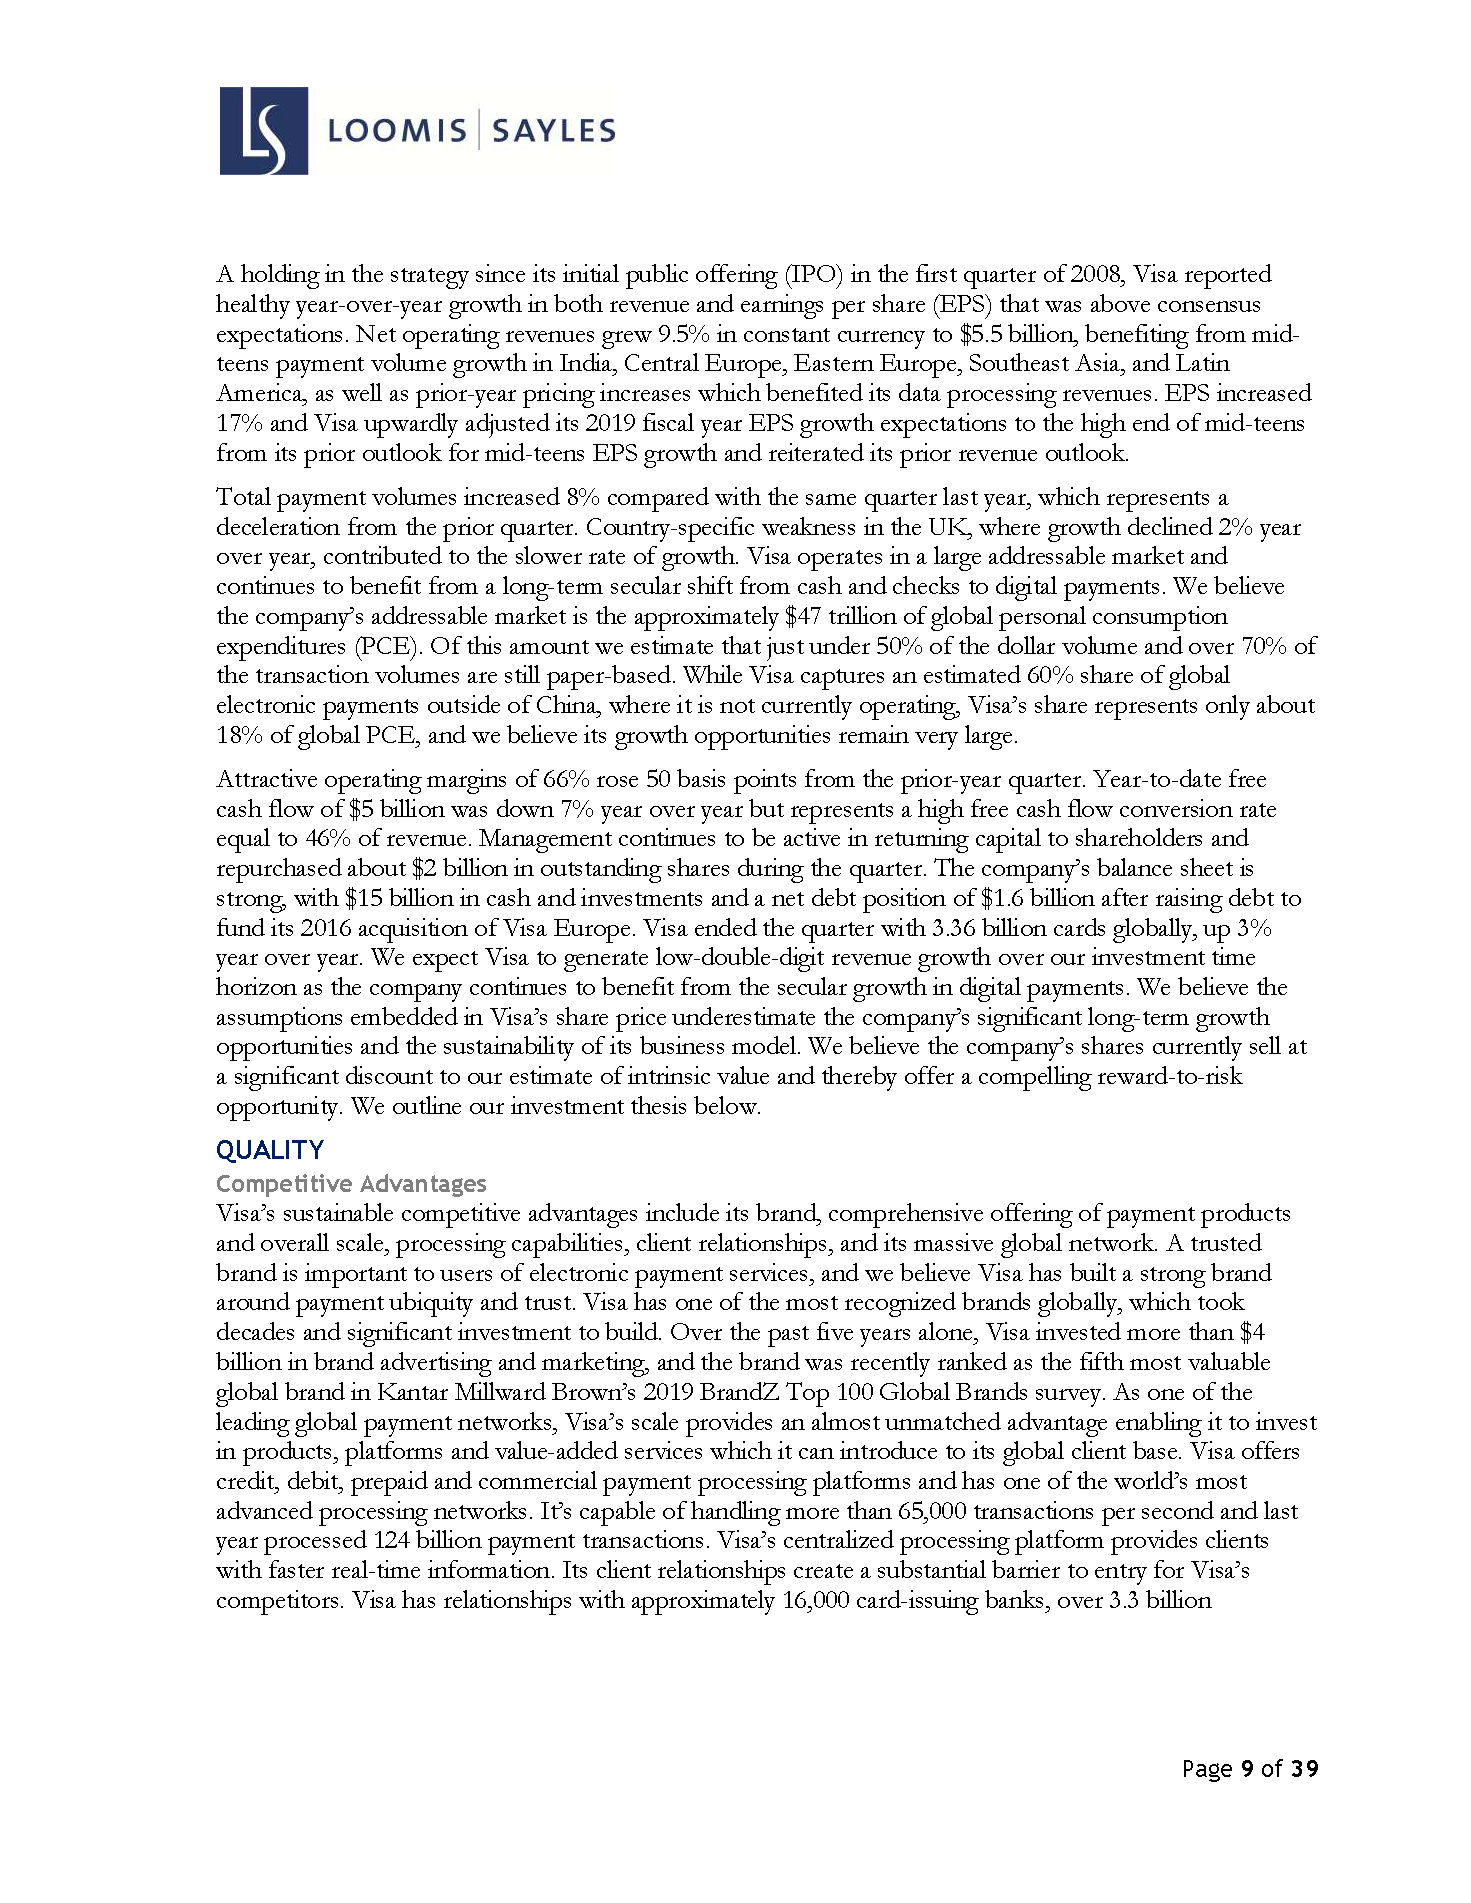 LS LOOMIS | SAYLES
A holding in the strategy since its initial public offering (IPO) in the first quarter of 2008, Visa reported
healthy year-over-year growth in both revenue and earnings per share (EPS) that was above consensus
expectations. Net operating revenues grew 9.5% in constant currency to $5.5 billion, benefiting from mid-
teens payment volume growth in India, Central Europe, Eastern Europe, Southeast Asia, and Latin
America, as well as prior-year pricing increases which benefited its data processing revenues. EPS increased
17% and Visa upwardly adjusted its 2019 fiscal year EPS growth expectations to the high end of mid-teens
from its prior outlook for mid-teens EPS growth and reiterated its prior revenue outlook.
Total payment volumes increased 8% compared with the same quarter last year, which represents a
deceleration from the prior quarter. Country-specific weakness in the UK, where growth declined 2% year
over year, contributed to the slower rate of growth. Visa operates in a large addressable market and
continues to benefit from a long-term secular shift from cash and checks to digital payments. We believe
the company's addressable market is the approximately $47 trillion of global personal consumption
expenditures (PCE). Of this amount we estimate that just under 50% of the dollar volume and over 70% of
the transaction volumes are still paper-based. While Visa captures an estimated 60% share of global
electronic payments outside of China, where it is not currently operating, Visa's share represents only about
18% of global PCE, and we believe its growth opportunities remain very large.
Attractive operating margins of 66% rose 50 basis points from the prior-year quarter. Year-to-date free
cash flow of $5 billion was down 7% year over year but represents a high free cash flow conversion rate
equal to 46% of revenue. Management continues to be active in returning capital to shareholders and
repurchased about $2 billion in outstanding shares during the quarter. The company's balance sheet is
strong, with $15 billion in cash and investments and a net debt position of $1.6 billion after raising debt to
fund its 2016 acquisition of Visa Europe. Visa ended the quarter with 3.36 billion cards globally, up 3%
year over year. We expect Visa to generate low-double-digit revenue growth over our investment time
horizon as the company continues to benefit from the secular growth in digital payments. We believe the
assumptions embedded in Visa's share price underestimate the company's significant long-term growth
opportunities and the sustainability of its business model. We believe the company's shares currently sell at
a significant discount to our estimate of intrinsic value and thereby offer a compelling reward-to-risk
opportunity. We outline our investment thesis below.
QUALITY
Competitive Advantages
Visa's sustainable competitive advantages include its brand, comprehensive offering of payment products
and overall scale, processing capabilities, client relationships, and its massive global network. A trusted
brand is important to users of electronic payment services, and we believe Visa has built a strong brand
around payment ubiquity and trust. Visa has one of the most recognized brands globally, which took
decades and significant investment to build. Over the past five years alone, Visa invested more than $4
billion in brand advertising and marketing, and the brand was recently ranked as the fifth most valuable
global brand in Kantar Millward Brown's 2019 BrandZ Top 100 Global Brands survey. As one of the
leading global payment networks, Visa's scale provides an almost unmatched advantage enabling it to invest
in products, platforms and value-added services which it can introduce to its global client base. Visa offers
credit, debit, prepaid and commercial payment processing platforms and has one of the world's most
advanced processing networks. It's capable of handling more than 65,000 transactions per second and last
year processed 124 billion payment transactions. Visa's centralized processing platform provides clients
with faster real-time information. Its client relationships create a substantial barrier to entry for Visa's
competitors. Visa has relationships with approximately 16,000 card-issuing banks, over 3.3 billion
Page 9 of 39